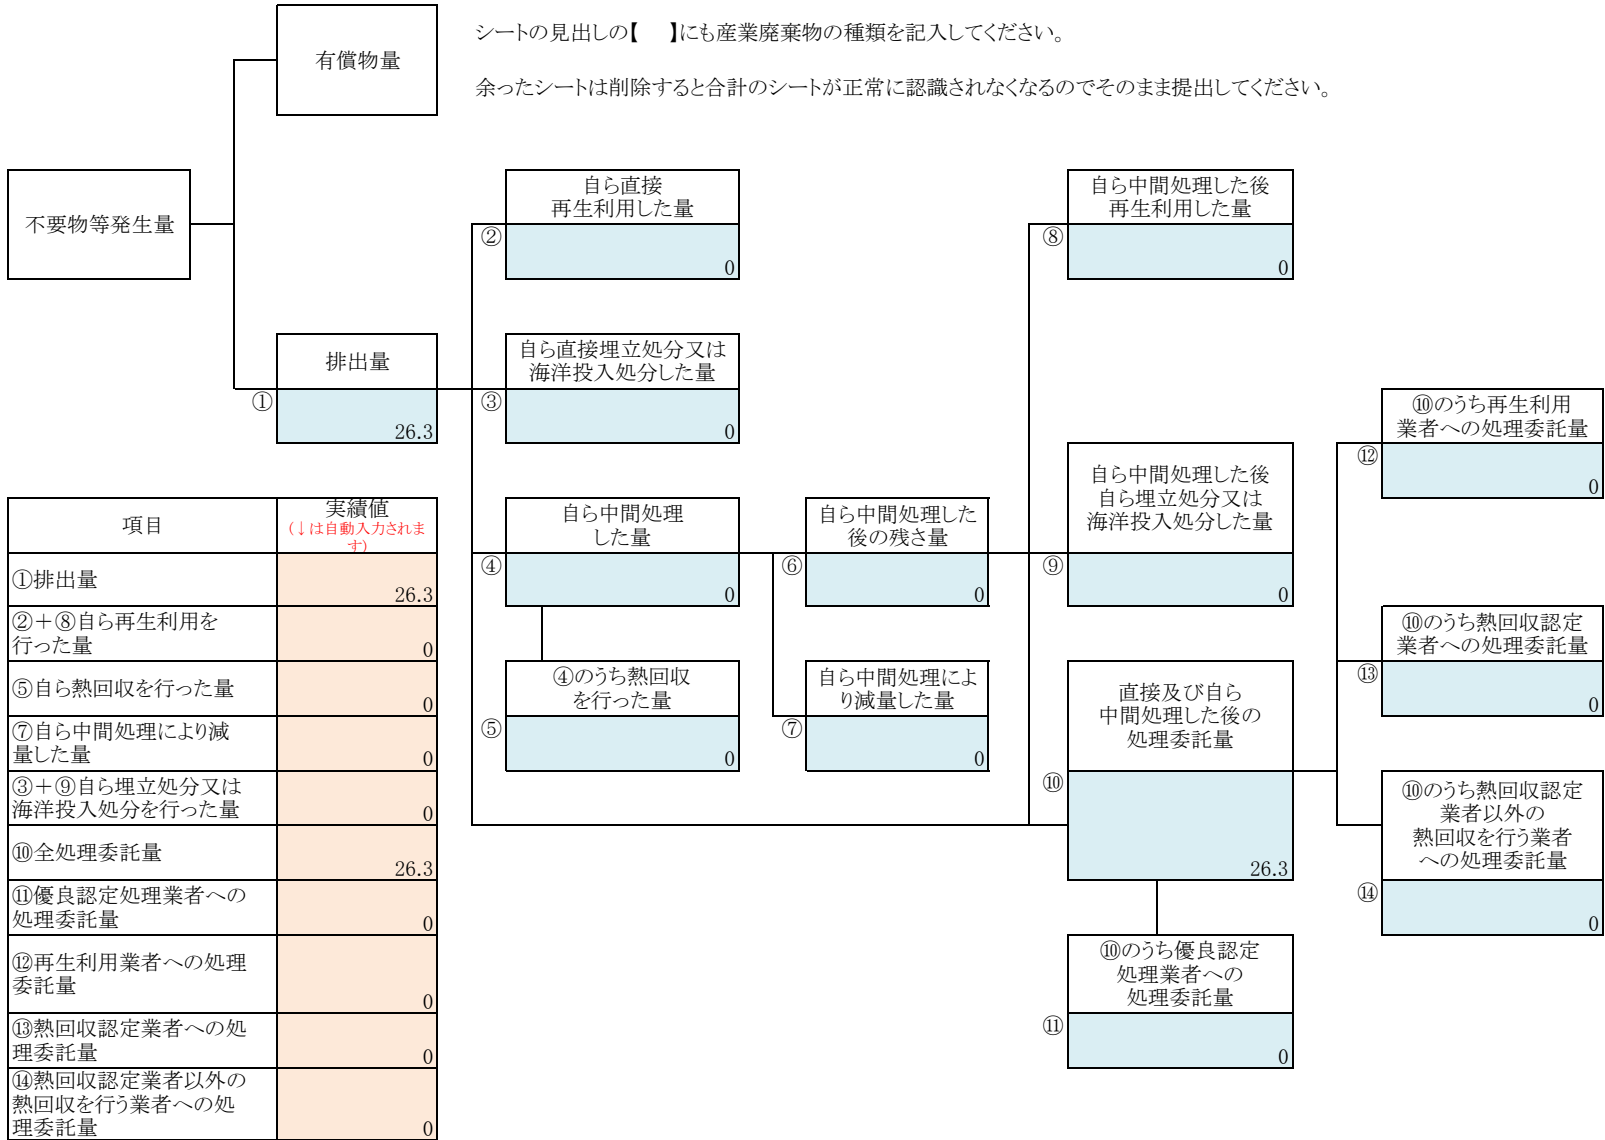 シートの見出しの【　】にも産業廃棄物の種類を記入してください。
有償物量
余ったシートは削除すると合計のシートが正常に認識されなくなるのでそのまま提出してください。
不要物等発生量
自ら直接
再生利用した量
②
0
自ら中間処理した後
再生利用した量
⑧
0
排出量
①
26.3
自ら直接埋立処分又は
海洋投入処分した量
③
0
⑩のうち再生利用
業者への処理委託量
⑫
0
自ら中間処理
した量
④
0
自ら中間処理した
後の残さ量
⑥
0
自ら中間処理した後
自ら埋立処分又は
海洋投入処分した量
⑨
0
⑩のうち熱回収認定
業者への処理委託量
⑬
0
④のうち熱回収
を行った量
⑤
0
自ら中間処理によ
り減量した量
⑦
0
直接及び自ら
中間処理した後の
処理委託量
⑩
26.3
⑩のうち熱回収認定
業者以外の
熱回収を行う業者
への処理委託量
⑭
0
⑩のうち優良認定
処理業者への
処理委託量
⑪
0
項目
実績値
(↓は自動入力されま
す)
①排出量
26.3
②＋⑧自ら再生利用を
行った量
0
⑤自ら熱回収を行った量
0
⑦自ら中間処理により減
量した量
0
③＋⑨自ら埋立処分又は
海洋投入処分を行った量
0
⑩全処理委託量
26.3
⑪優良認定処理業者への
処理委託量
0
⑫再生利用業者への処理
委託量
0
⑬熱回収認定業者への処
理委託量
0
⑭熱回収認定業者以外の
熱回収を行う業者への処
理委託量
0